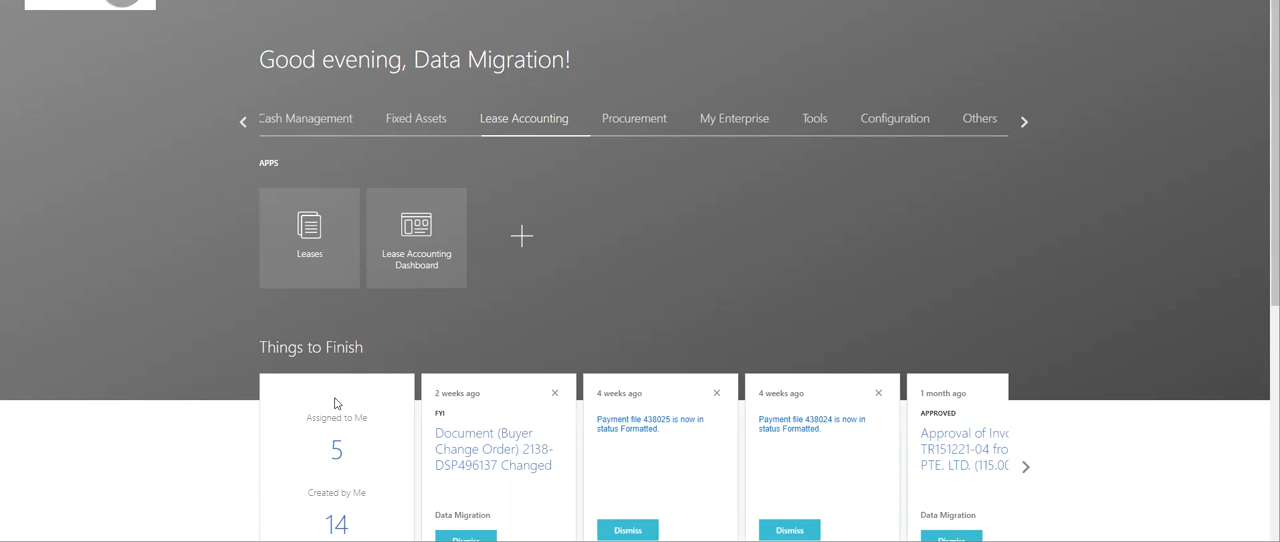 Good evening, Data Migration!
Cash Management Fixed Assets Lease Accounting Procurement My Enterprise Tools Configuration Others
APPS
Leases
Lease Accounting
Dashboard
Things to Finish
Assigned to Me
5
Created by Me
14
2 weeks ago
FYI
Document (Buyer
Change Order) 2138-
DSP496137 Changed
Data Migration
Dismiss
4 weeks ago
Payment file 438025 is now in
status Formatted.
Dismiss
4 weeks ago
Payment file 438024 is now in
status Formatted.
Dismiss
1 month ago
APPROVED
Approval of Invo
TR151221-04 fro
PTE. LTD. (115.00
Data Migration
Dismiss